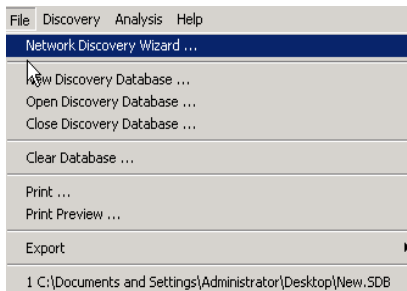 File Discovery Analysis Help
Network Discovery Wizard ...
New Discovery Database ...
Open Discovery Database ...
Close Discovery Database ...
Clear Database ...
Print ...
Print Preview ...
Export
1 C:\Documents and Settings\Administrator\Desktop\New.SDB